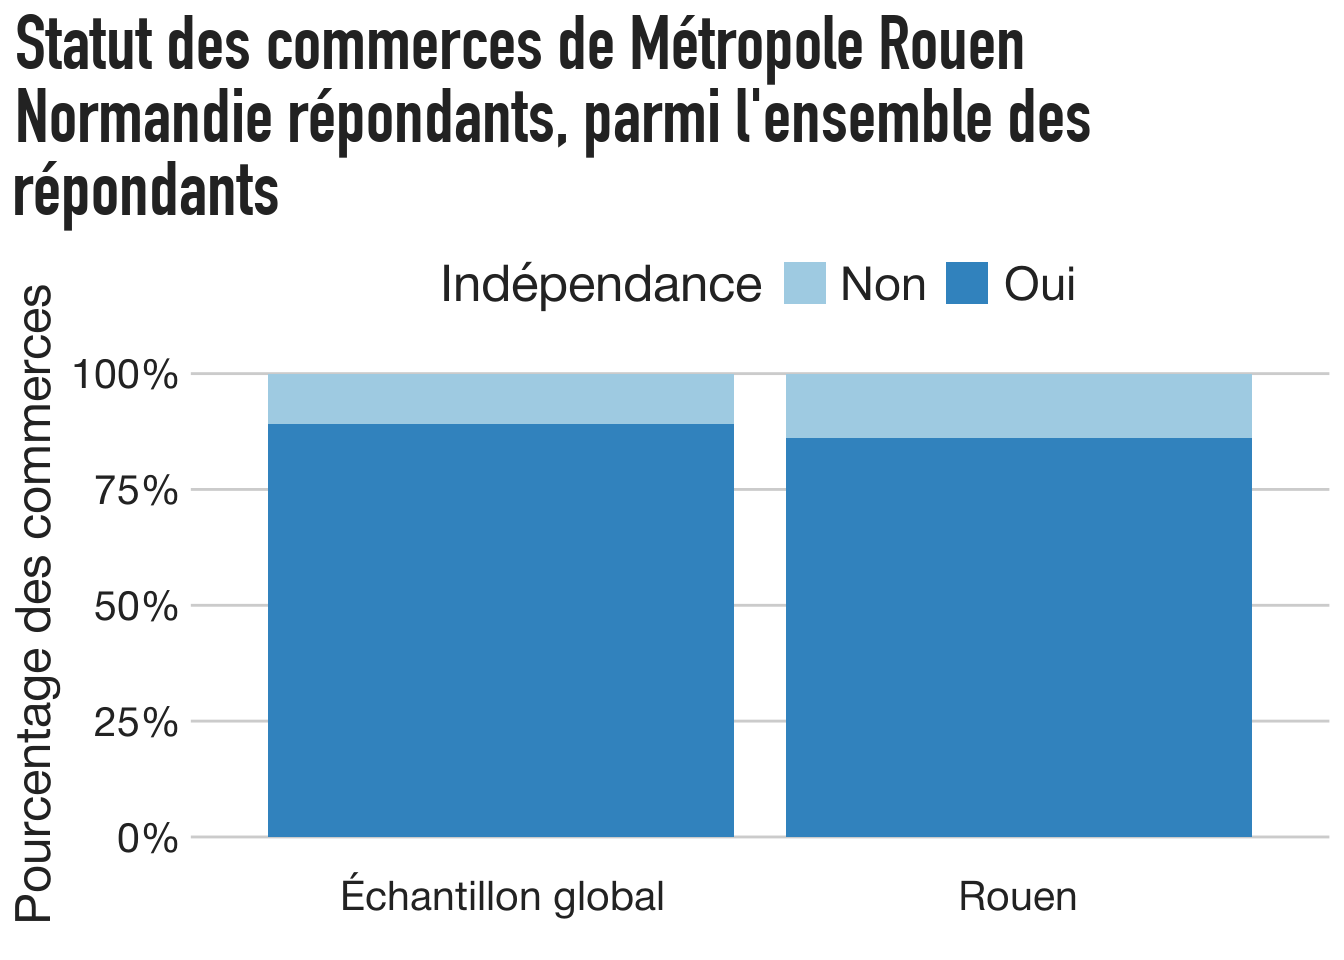 Statut des commerces de Métropole Rouen
Normandie répondants, parmi l'ensemble des
répondants
Indépendance Non Oui
Pourcentage des commerces
100%
75%
50%
25%
0%
Échantillon global Rouen